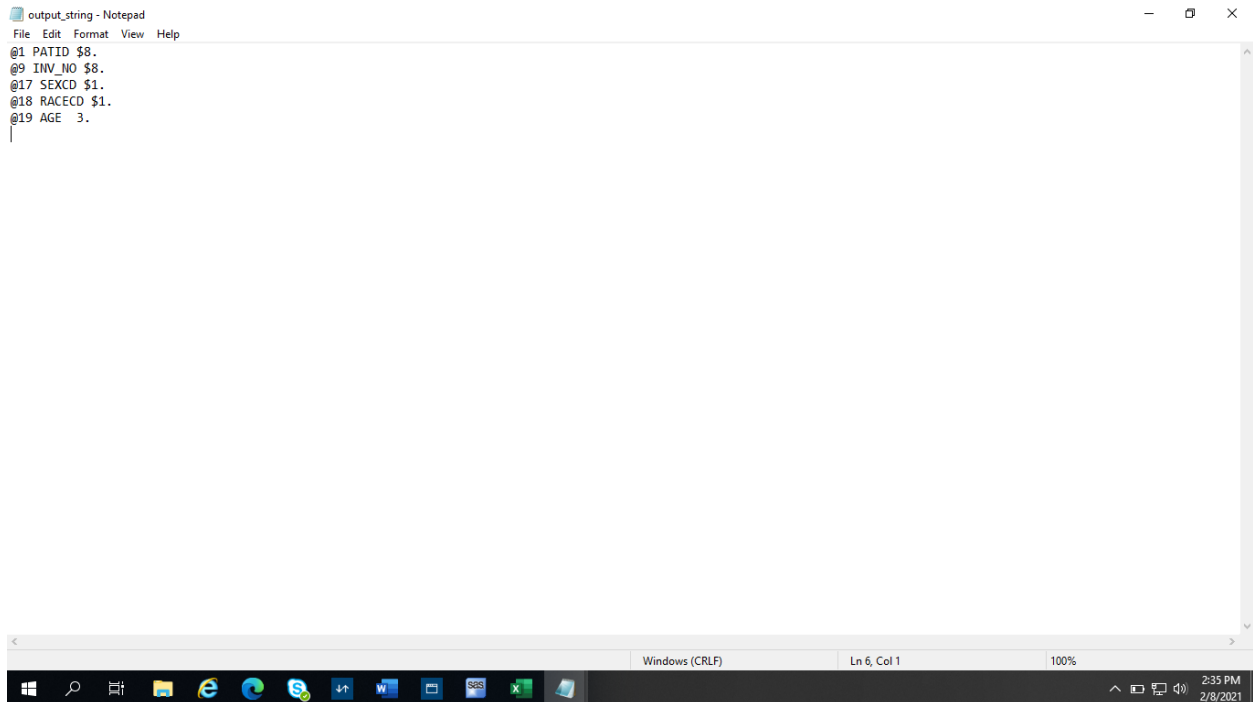 output_string - Notepad
File Edit Format View Help
@1 PATID $8.
@9 INV_NO $8.
@17 SEXCD $1.
@18 RACECD $1.
@19 AGE  3.
Windows (CRLF) Ln 6, Col 1 100%
sas
2:35 PM
2/8/2021